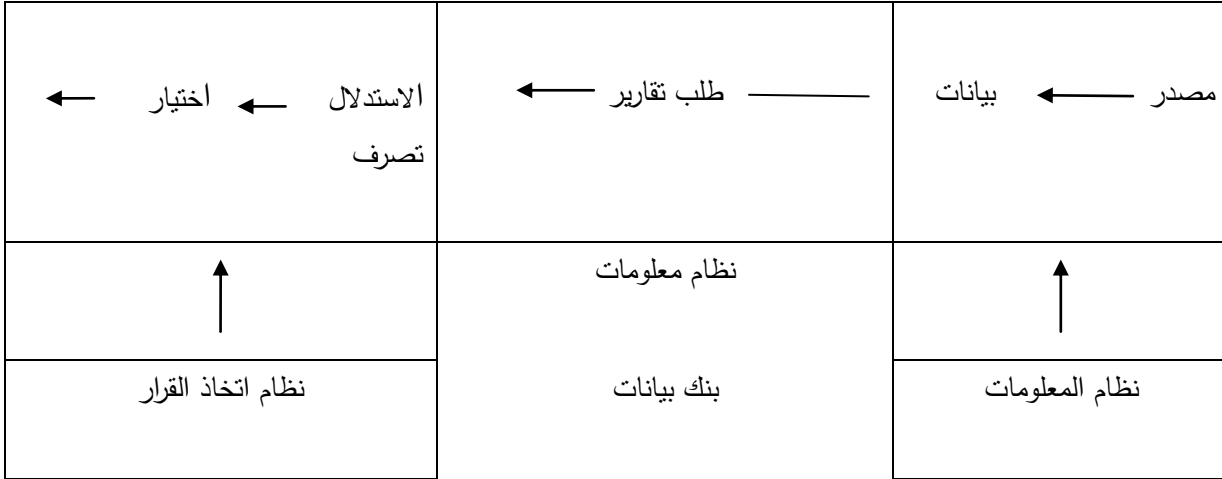 مصدر بيانات
طلب تقارير
الاستدلال اختيار
تصرف
نظام معلومات
نظام المعلومات
بنك بيانات
نظام اتخاذ القرار